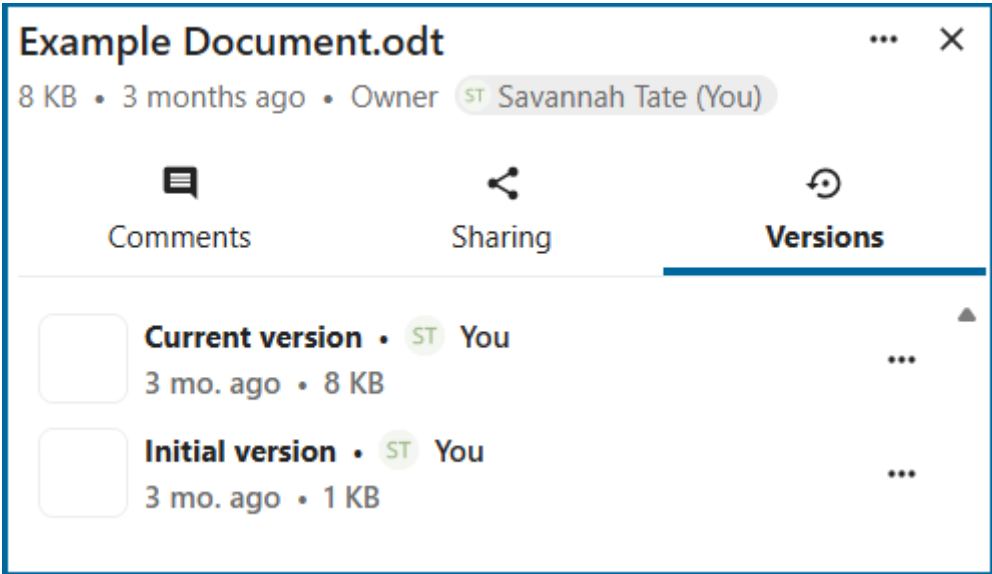 Example Document.odt
8 KB • 3 months ago • Owner ST Savannah Tate (You)
Comments Sharing Versions
Current version • ST You
3 mo. ago • 8 KB
Initial version • ST You
3 mo. ago • 1 KB